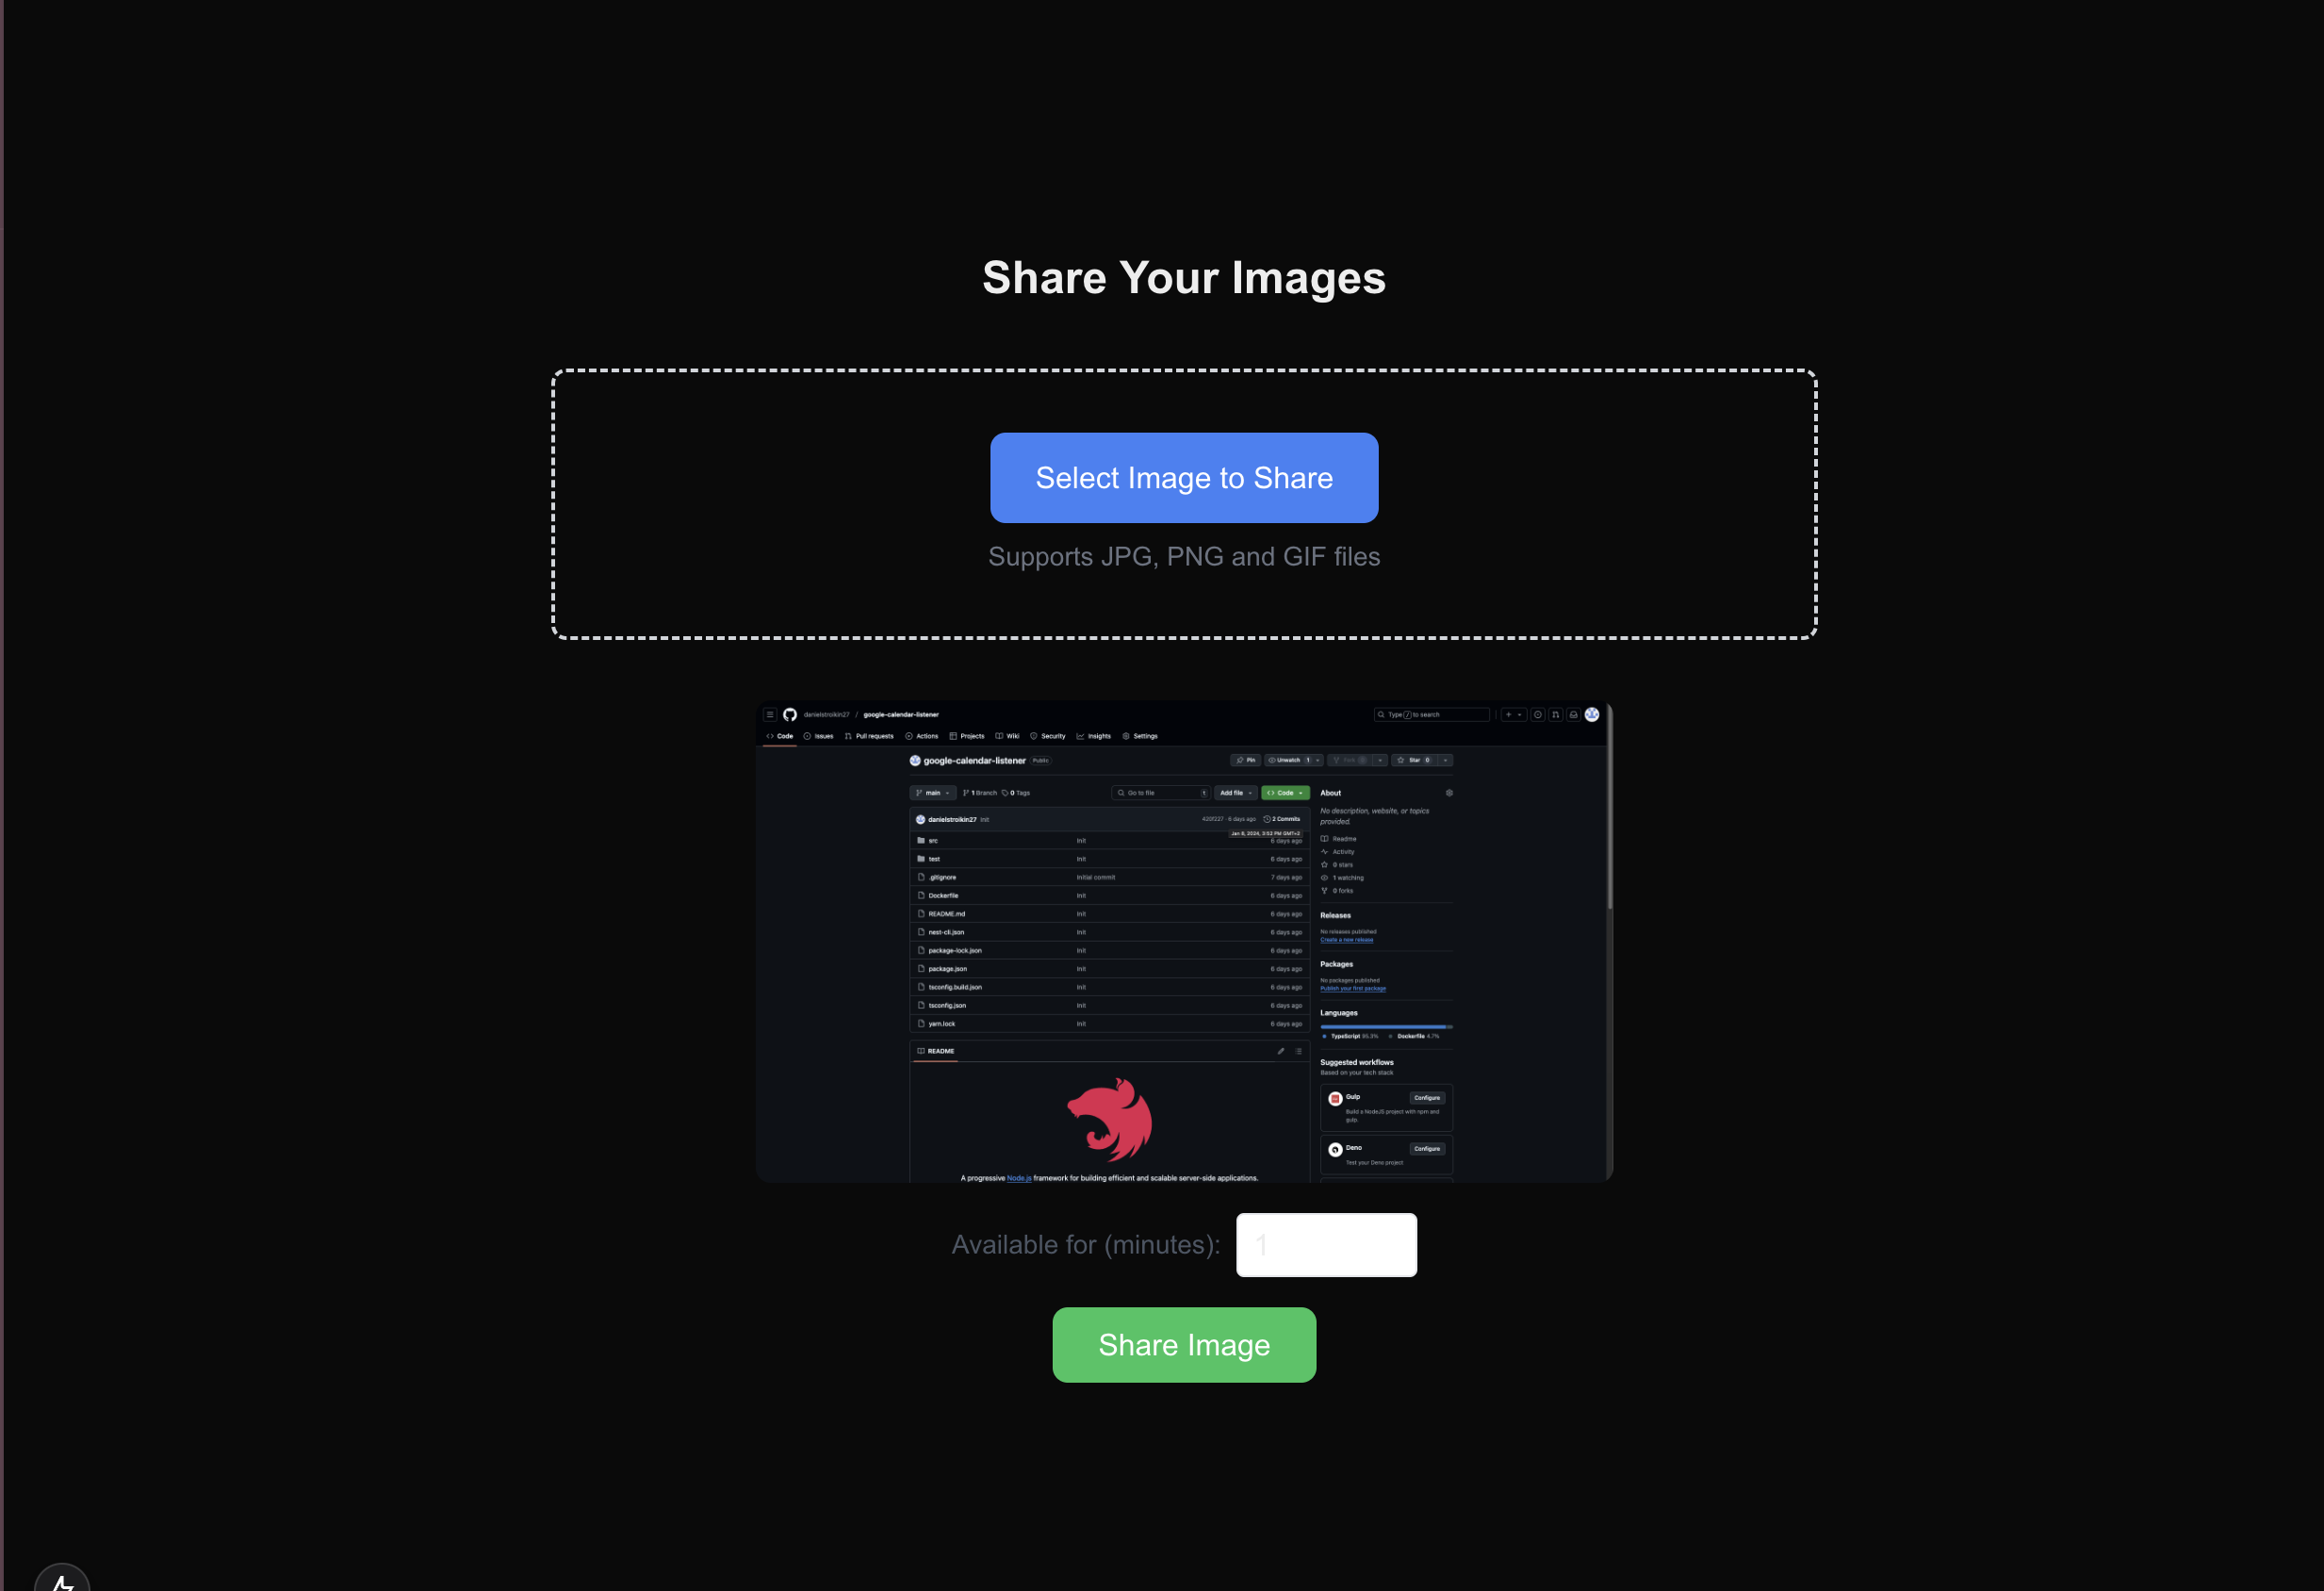 Share Your Images
Select Image to Share
Supports JPG, PNG and GIF files
danielstroikin27 / google-calendar-listener
Type / to search
Code Issues Pull requests Actions Projects Wiki Security Insights Settings
google-calendar-listener Public
Pin Unwatch 1 Fork 0 Star 0
main 1 Branch 0 Tags Go to file Add file Code
About
No description, website, or topics
provided.
danielstroikin27 Init 420f227 · 6 days ago 2 Commits
Jan 8, 2024, 3:52 PM GMT+2
src Init 6 days ago
test Init 6 days ago
.gitignore Initial commit 7 days ago
Dockerfile Init 6 days ago
README.md Init 6 days ago
nest-cli.json Init 6 days ago
package-lock.json Init 6 days ago
package.json Init 6 days ago
tsconfig.build.json Init 6 days ago
tsconfig.json Init 6 days ago
yarn.lock Init 6 days ago
Readme
Activity
0 stars
1 watching
0 forks
Releases
No releases published
Create a new release
Packages
No packages published
Publish your first package
Languages
TypeScript 95.3% Dockerfile 4.7%
Suggested workflows
Based on your tech stack
Gulp Configure
Build a NodeJS project with npm and
gulp.
Deno Configure
Test your Deno project
README
A progressive Node.js framework for building efficient and scalable server-side applications.
Available for (minutes): 1
Share Image